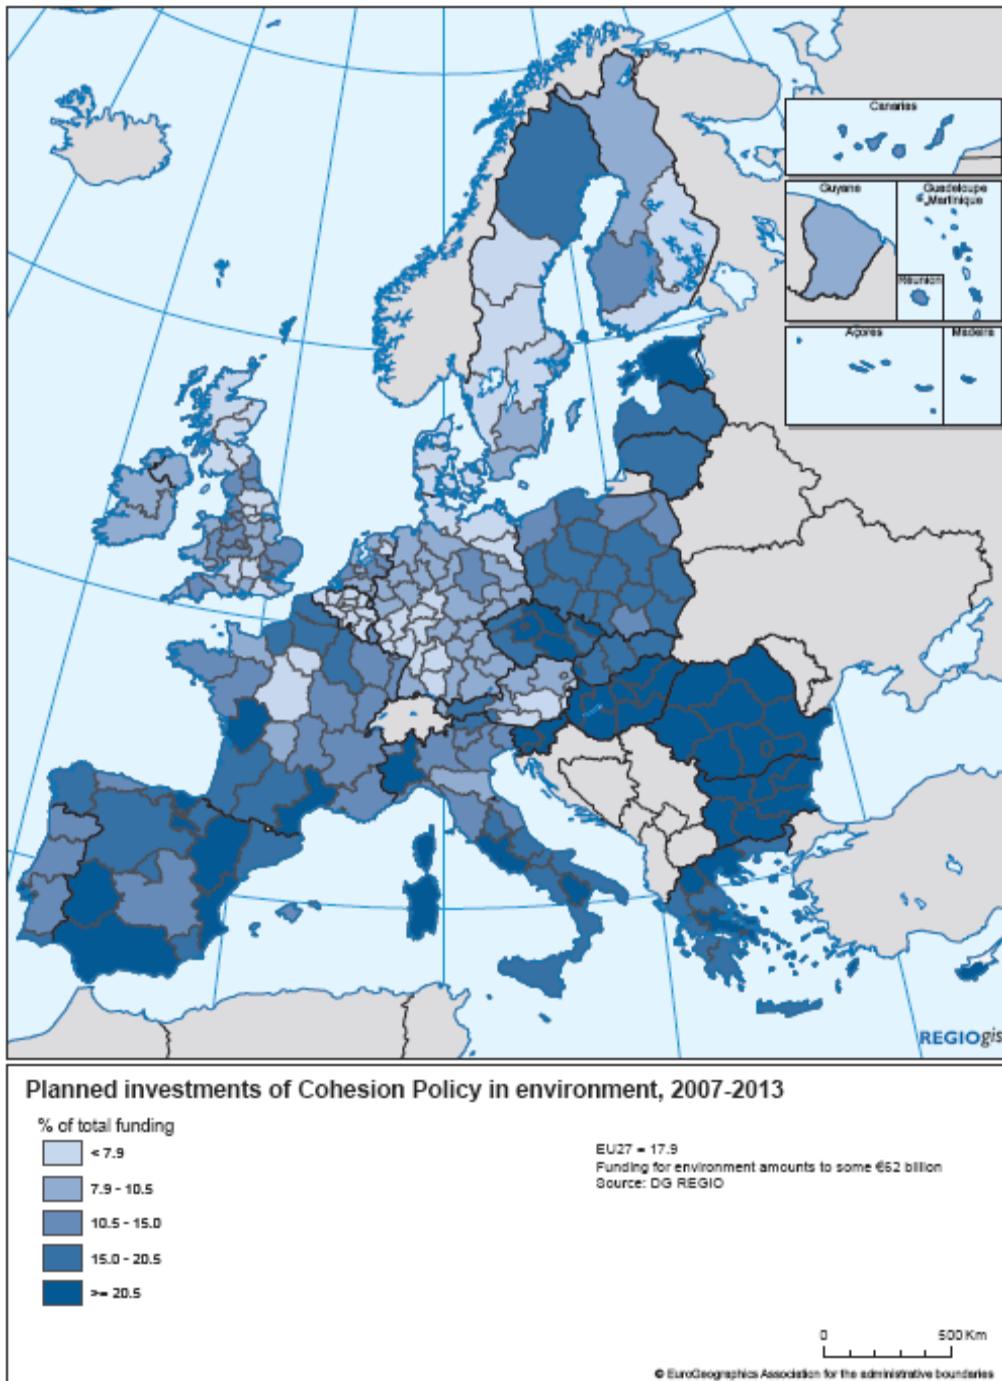 Canarias
Guyane
Guadeloupe
Martinique
Réunion
Açores
Madeira
REGIOgis
Planned investments of Cohesion Policy in environment, 2007-2013
% of total funding
< 7.9
7.9 - 10.5
10.5 - 15.0
15.0 - 20.5
>= 20.5
EU27 = 17.9
Funding for environment amounts to some €52 billion
Source: DG REGIO
0 500 Km
© EuroGeographics Association for the administrative boundaries